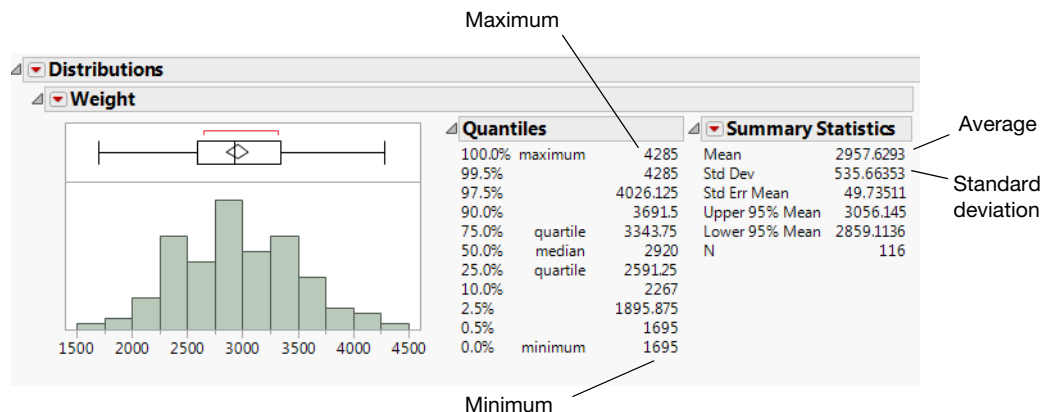 Maximum
Distributions
Weight
Quantiles
100.0% maximum 4285
99.5% 4285
97.5% 4026.125
90.0% 3691.5
75.0% quartile 3343.75
50.0% median 2920
25.0% quartile 2591.25
10.0% 2267
2.5% 1895.875
0.5% 1695
0.0% minimum 1695
Summary Statistics
Mean 2957.6293
Std Dev 535.66353
Std Err Mean 49.73511
Upper 95% Mean 3056.145
Lower 95% Mean 2859.1136
N 116
Average
Standard
deviation
1500 2000 2500 3000 3500 4000 4500
Minimum